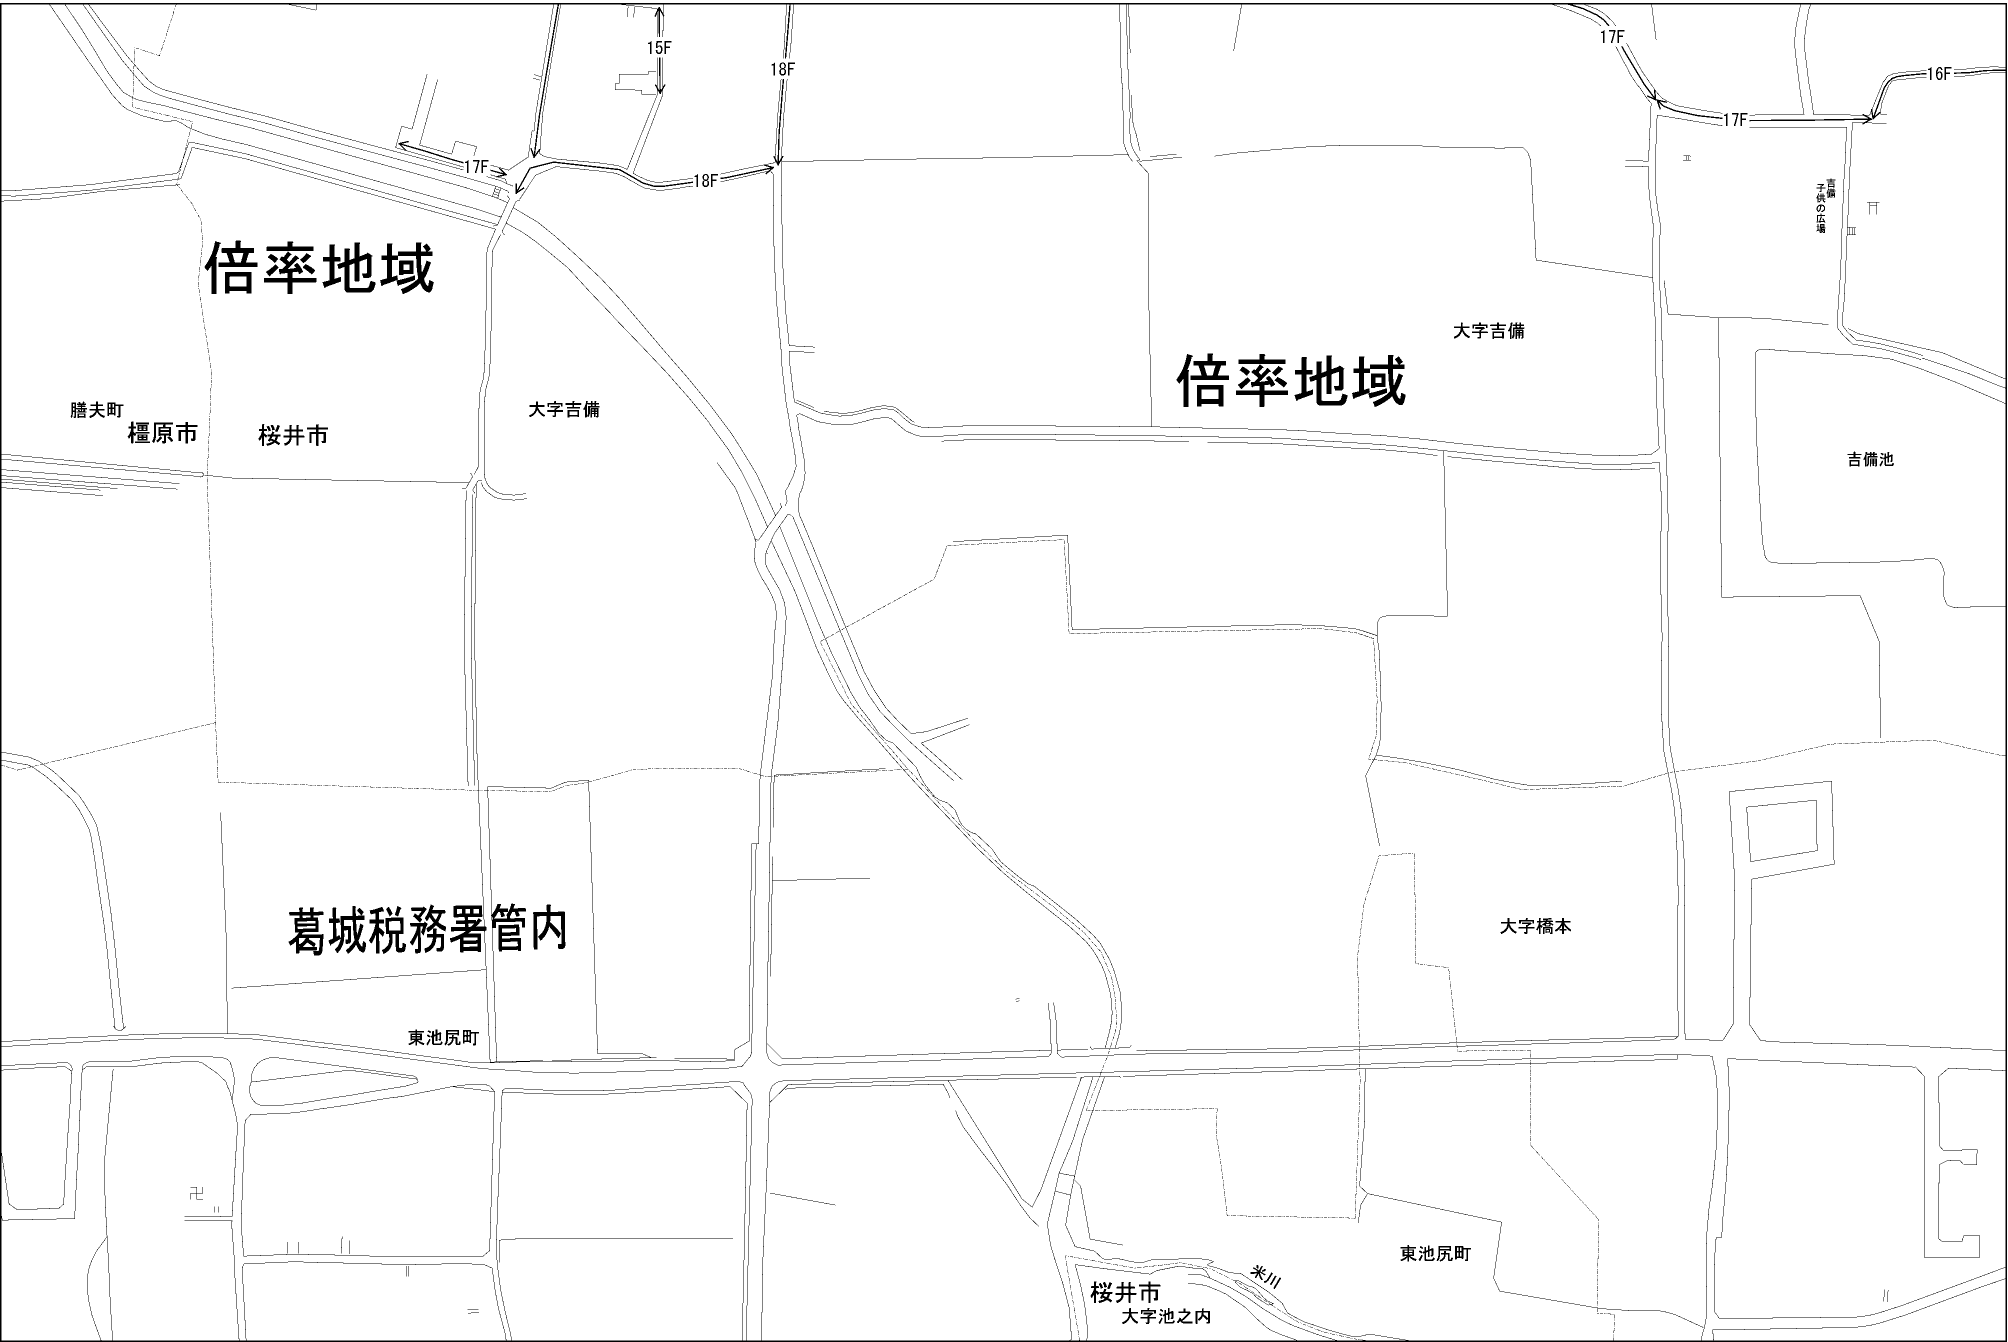 17F
15F
18F
16F
17F
17F
18F
吉備
子供の広場
倍率地域
大字吉備
倍率地域
膳夫町
橿原市
桜井市
大字吉備
吉備池
葛城税務署管内
大字橋本
東池尻町
東池尻町
米川
桜井市
大字池之内